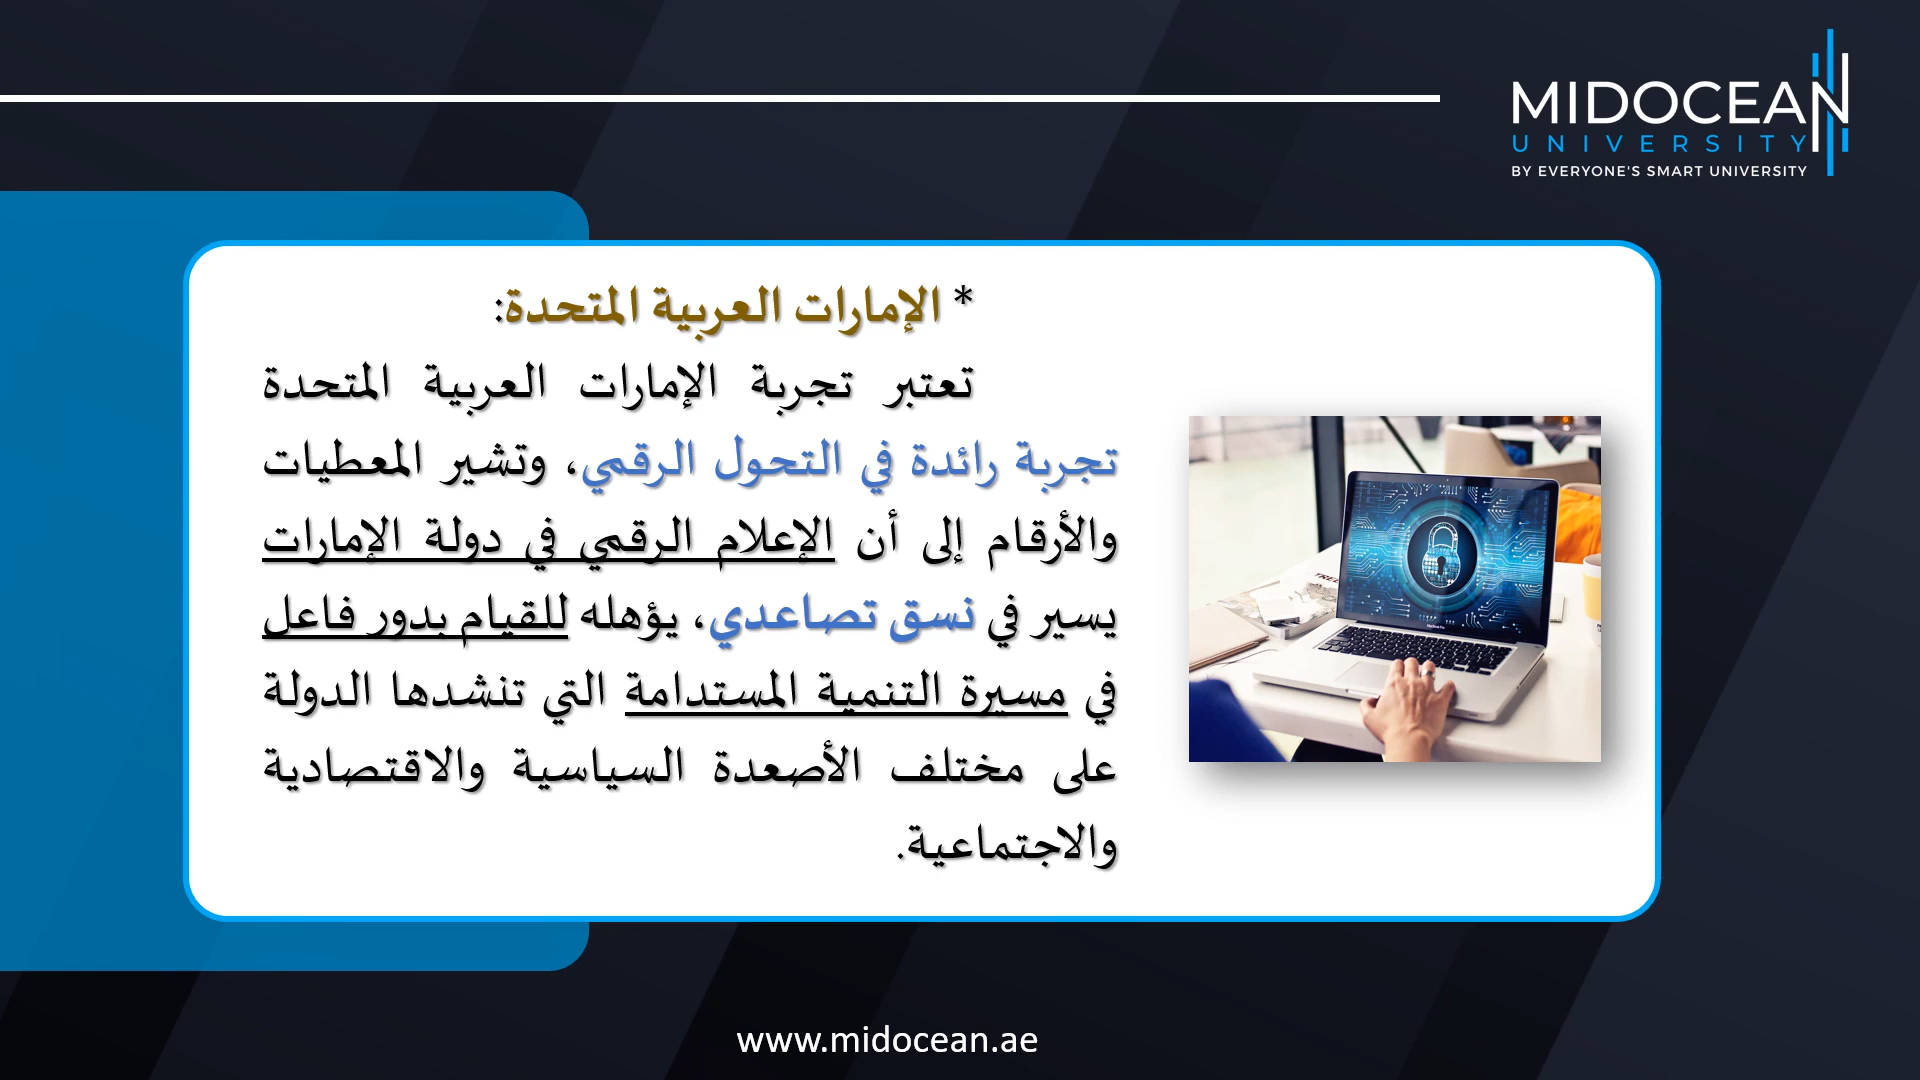 MIDOCEAN
UNIVERSITY
BY EVERYONE'S SMART UNIVERSITY
* الإمارات العربية المتحدة:
تعتبر تجربة الإمارات العربية المتحدة
تجربة رائدة في التحول الرقمي، وتشير المعطيات
والأرقام إلى أن الإعلام الرقمي في دولة الإمارات
يسير في نسق تصاعدي، يؤهله للقيام بدور فاعل
في مسيرة التنمية المستدامة التي تنشدها الدولة
على مختلف الأصعدة السياسية والاقتصادية
والاجتماعية.
www.midocean.ae